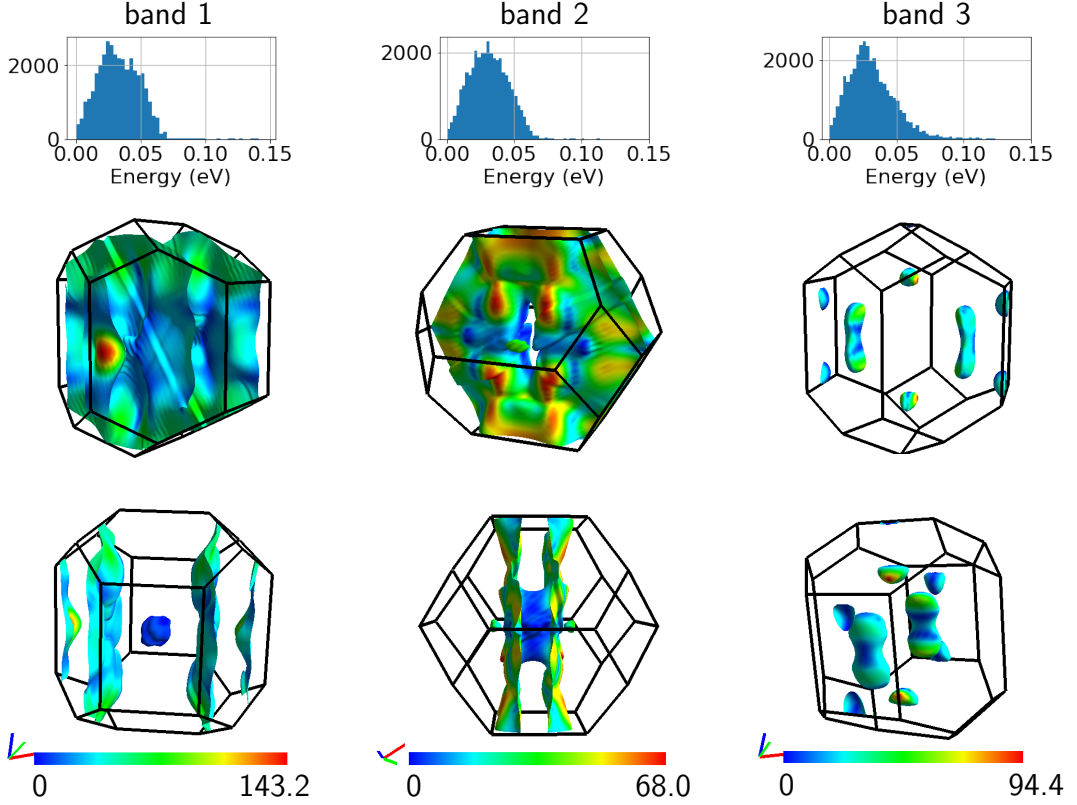 band 1 band 2 band 3
2000 2000 2000
0 0 0
0.00 0.05 0.10 0.15 0.00 0.05 0.10 0.15 0.00 0.05 0.10 0.15
Energy (eV) Energy (eV) Energy (eV)
0 143.2 0 68.0 0 94.4